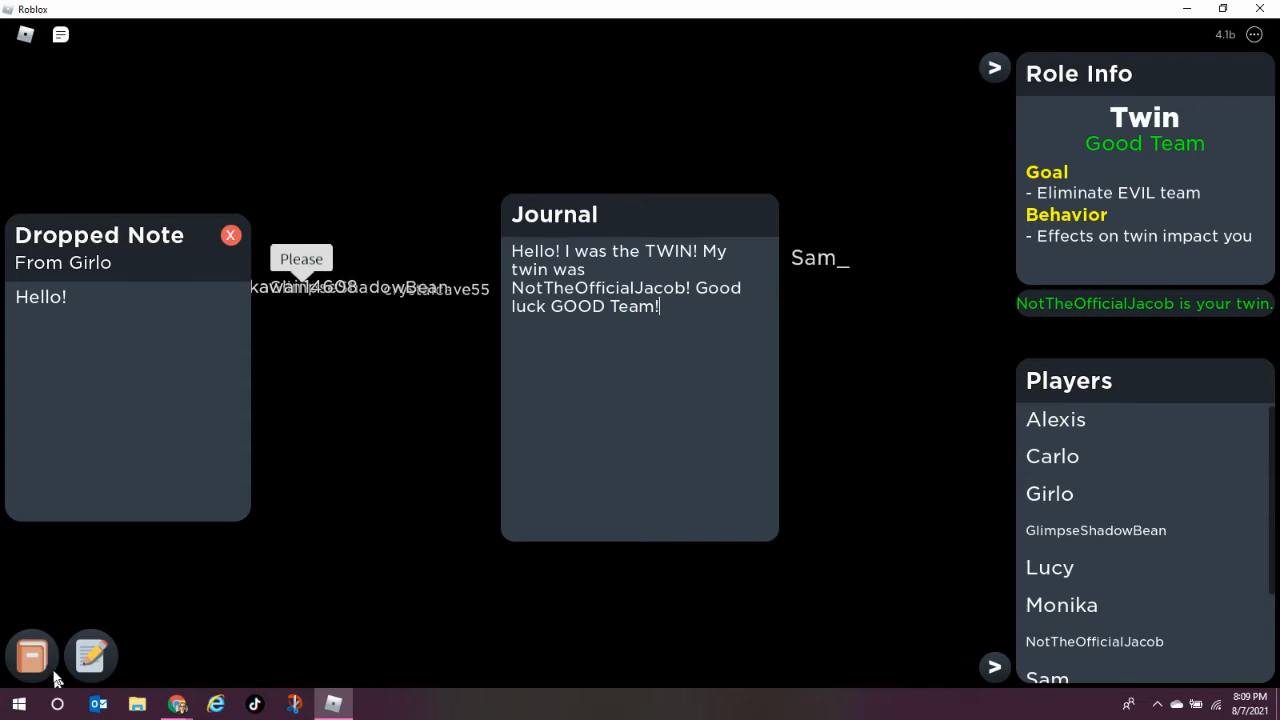 Roblox
4.1b
Role Info
Twin
Good Team
Goal
- Eliminate EVIL team
Behavior
- Effects on twin impact you
NotTheOfficialJacob is your twin.
Players
Alexis
Carlo
Girlo
GlimpseShadowBean
Lucy
Monika
NotTheOfficialJacob
Sam
Journal
Hello! I was the TWIN! My
twin was
NotTheOfficialJacob! Good
luck GOOD Team!
Dropped Note
X
From Girlo
Hello!
Please
crystalcave55
Sam_
8:09 PM
8/7/2021